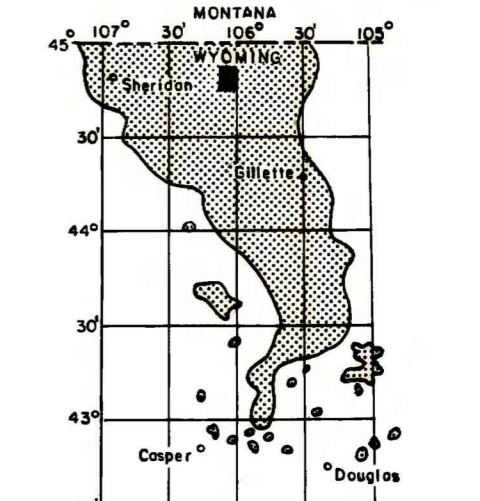 MONTANA
45° 107° 30' 106° 30' 105°
WYOMING
Sheridan
30'
Gillette
44°
30'
43°
Casper
Douglas